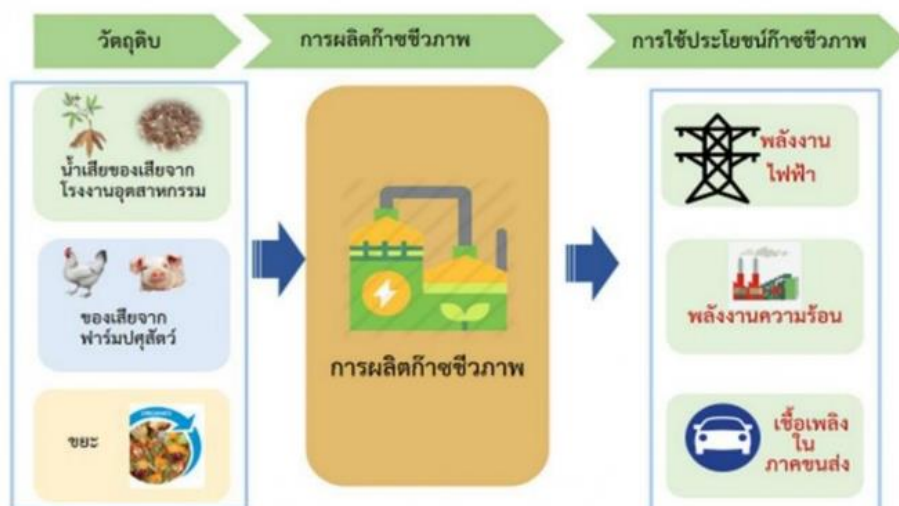 วัตถุดิบ
การผลิตก๊าซชีวภาพ
การใช้ประโยชน์ก๊าซชีวภาพ
น้ำเสียของเสียจาก
โรงงานอุตสาหกรรม
ของเสียจาก
ฟาร์มปศุสัตว์
ขยะ
การผลิตก๊าซชีวภาพ
พลังงาน
ไฟฟ้า
พลังงานความร้อน
เชื้อเพลิง
ใน
ภาคขนส่ง